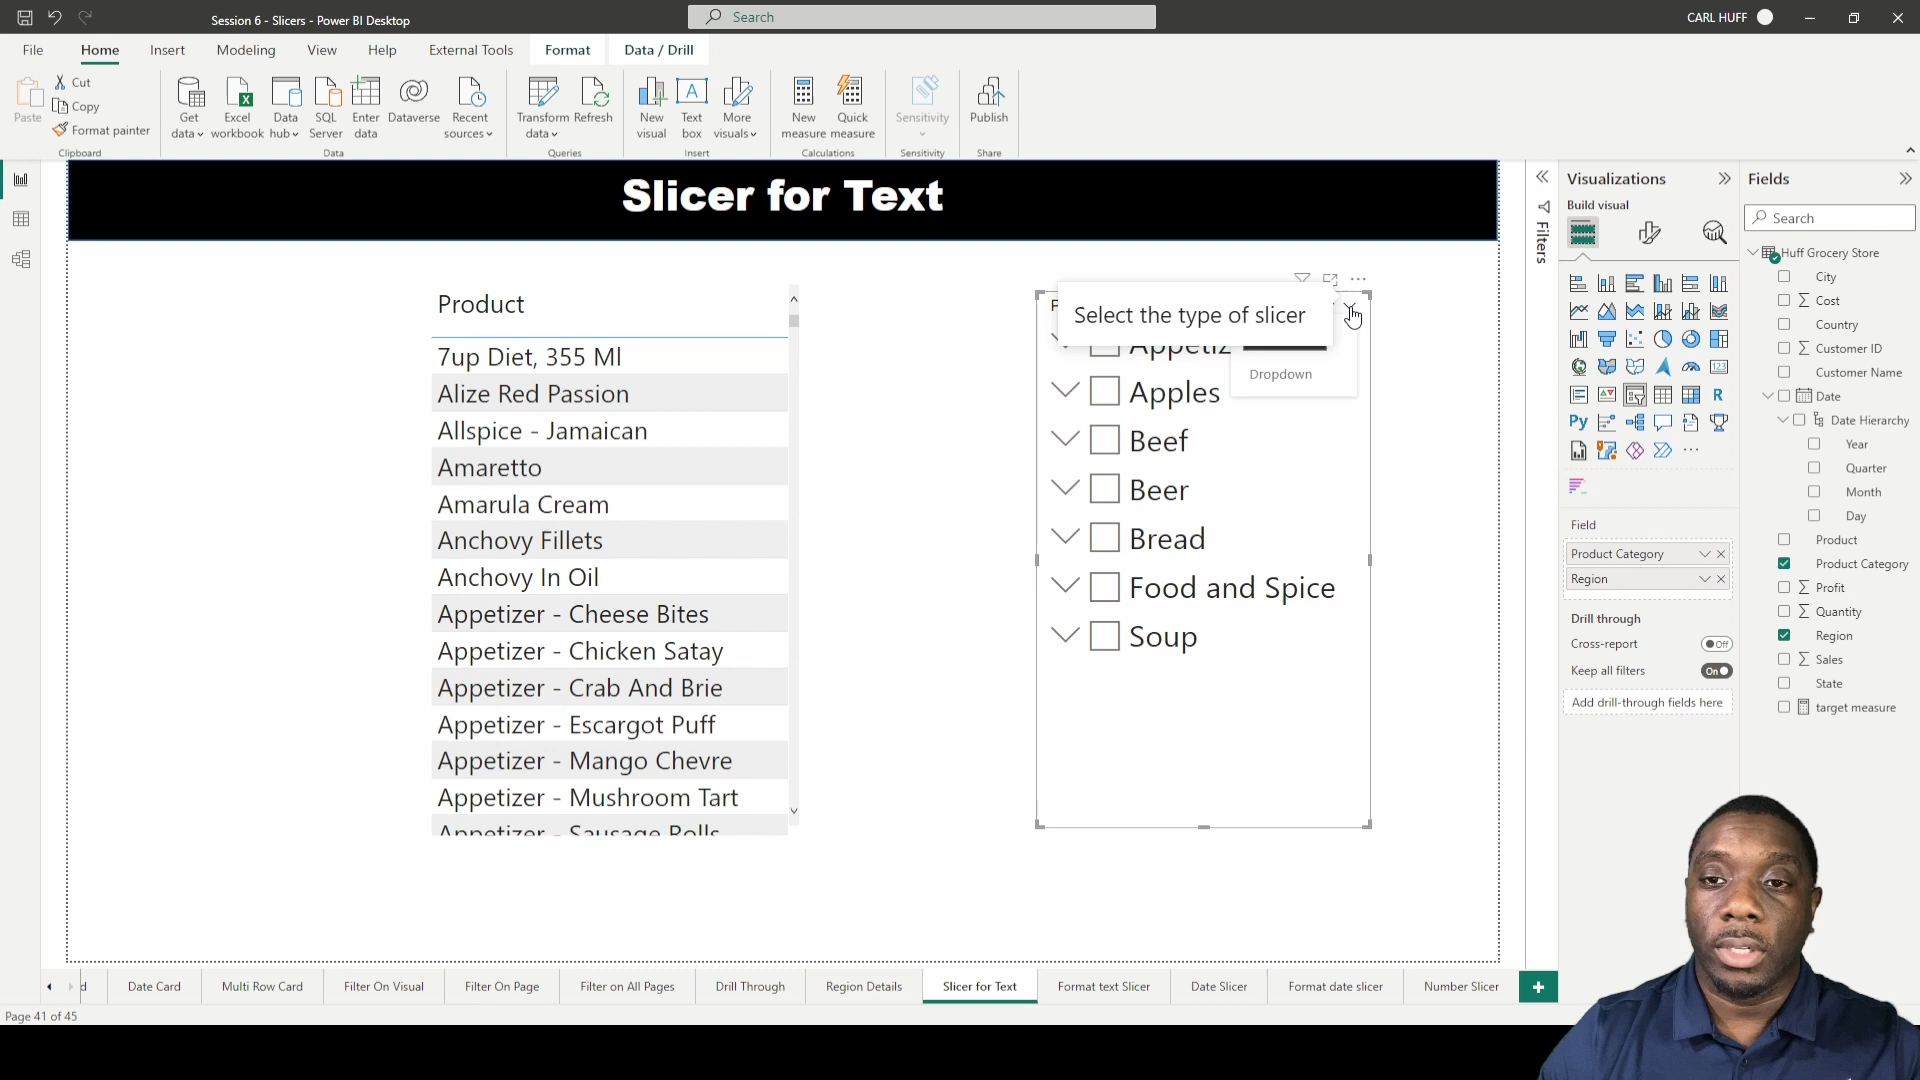 Session 6 - Slicers - Power BI Desktop
Search
CARL HUFF
File
Home
Insert
Modeling
View
Help
External Tools
Format
Data / Drill
Paste
Cut
Copy
Format painter
Clipboard
Get data
Excel workbook
Data hub
SQL Server
Enter data
Dataverse
Recent sources
Data
Transform data
Refresh
Queries
New visual
Text box
More visuals
Insert
New measure
Quick measure
Calculations
Sensitivity
Sensitivity
Publish
Share
Slicer for Text
Product
7up Diet, 355 Ml
Alize Red Passion
Allspice - Jamaican
Amaretto
Amarula Cream
Anchovy Fillets
Anchovy In Oil
Appetizer - Cheese Bites
Appetizer - Chicken Satay
Appetizer - Crab And Brie
Appetizer - Escargot Puff
Appetizer - Mango Chevre
Appetizer - Mushroom Tart
Appetizer - Sausage Rolls
Select the type of slicer
Dropdown
Appetiz
Apples
Beef
Beer
Bread
Food and Spice
Soup
Filters
Visualizations
Build visual
123
R
Py
Field
Product Category
Region
Drill through
Cross-report
Off
Keep all filters
On
Add drill-through fields here
Fields
Search
Huff Grocery Store
City
Cost
Country
Customer ID
Customer Name
Date
Date Hierarchy
Year
Quarter
Month
Day
Product
Product Category
Profit
Quantity
Region
Sales
State
target measure
d
Date Card
Multi Row Card
Filter On Visual
Filter On Page
Filter on All Pages
Drill Through
Region Details
Slicer for Text
Format text Slicer
Date Slicer
Format date slicer
Number Slicer
Page 41 of 45